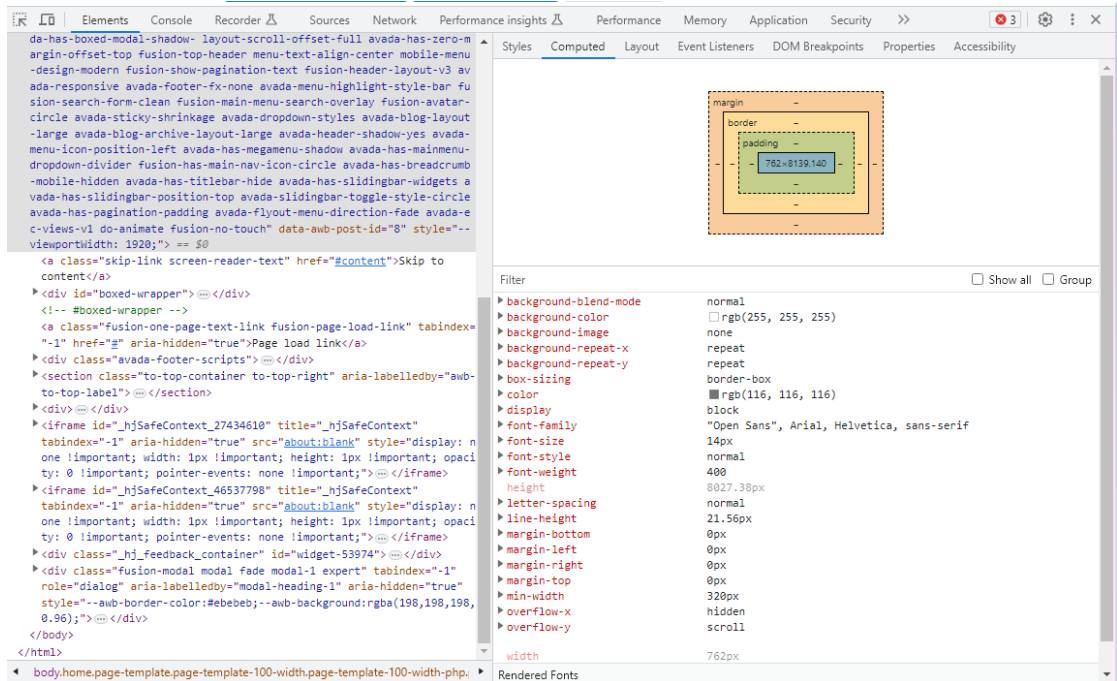 Elements Console Recorder Sources Network Performance insights Performance Memory Application Security 3
da-has-boxed-modal-shadow- layout-scroll-offset-full avada-has-zero-m
argin-offset-top fusion-top-header menu-text-align-center mobile-menu
-design-modern fusion-show-pagination-text fusion-header-layout-v3 av
ada-responsive avada-footer-fx-none avada-menu-highlight-style-bar fu
sion-search-form-clean fusion-main-menu-search-overlay fusion-avatar-
circle avada-sticky-shrinkage avada-dropdown-styles avada-blog-layout
-large avada-blog-archive-layout-large avada-header-shadow-yes avada-
menu-icon-position-left avada-has-megamenu-shadow avada-has-mainmenu-
dropdown-divider fusion-has-main-nav-icon-circle avada-has-breadcrumb
-mobile-hidden avada-has-titlebar-hide avada-has-slidingbar-widgets a
vada-has-slidingbar-position-top avada-slidingbar-toggle-style-circle
avada-has-pagination-padding avada-flyout-menu-direction-fade avada-e
c-views-v1 do-animate fusion-no-touch" data-awb-post-id="8" style="--
viewportWidth: 1920;"> == $0
<a class="skip-link screen-reader-text" href="#content">Skip to
content</a>
<div id="boxed-wrapper">…</div>
<!-- #boxed-wrapper -->
<a class="fusion-one-page-text-link fusion-page-load-link" tabindex=
"-1" href="#" aria-hidden="true">Page load link</a>
<div class="avada-footer-scripts">…</div>
<section class="to-top-container to-top-right" aria-labelledby="awb-
to-top-label">…</section>
<div>…</div>
<iframe id="_hjSafeContext_27434610" title="_hjSafeContext"
tabindex="-1" aria-hidden="true" src="about:blank" style="display: n
one !important; width: 1px !important; height: 1px !important; opaci
ty: 0 !important; pointer-events: none !important;">…</iframe>
<iframe id="_hjSafeContext_46537798" title="_hjSafeContext"
tabindex="-1" aria-hidden="true" src="about:blank" style="display: n
one !important; width: 1px !important; height: 1px !important; opaci
ty: 0 !important; pointer-events: none !important;">…</iframe>
<div class="_hj_feedback_container" id="widget-53974">…</div>
<div class="fusion-modal modal fade modal-1 expert" tabindex="-1"
role="dialog" aria-labelledby="modal-heading-1" aria-hidden="true"
style="--awb-border-color:#ebebeb;--awb-background:rgba(198,198,198,
0.96);">…</div>
</body>
</html>
body.home.page-template.page-template-100-width.page-template-100-width-php.
Styles Computed Layout Event Listeners DOM Breakpoints Properties Accessibility
margin –
border –
padding –
– – – 762×8139.140 – – –
–
–
–
Filter Show all Group
background-blend-mode normal
background-color rgb(255, 255, 255)
background-image none
background-repeat-x repeat
background-repeat-y repeat
box-sizing border-box
color rgb(116, 116, 116)
display block
font-family "Open Sans", Arial, Helvetica, sans-serif
font-size 14px
font-style normal
font-weight 400
height 8027.38px
letter-spacing normal
line-height 21.56px
margin-bottom 0px
margin-left 0px
margin-right 0px
margin-top 0px
min-width 320px
overflow-x hidden
overflow-y scroll
width 762px
Rendered Fonts